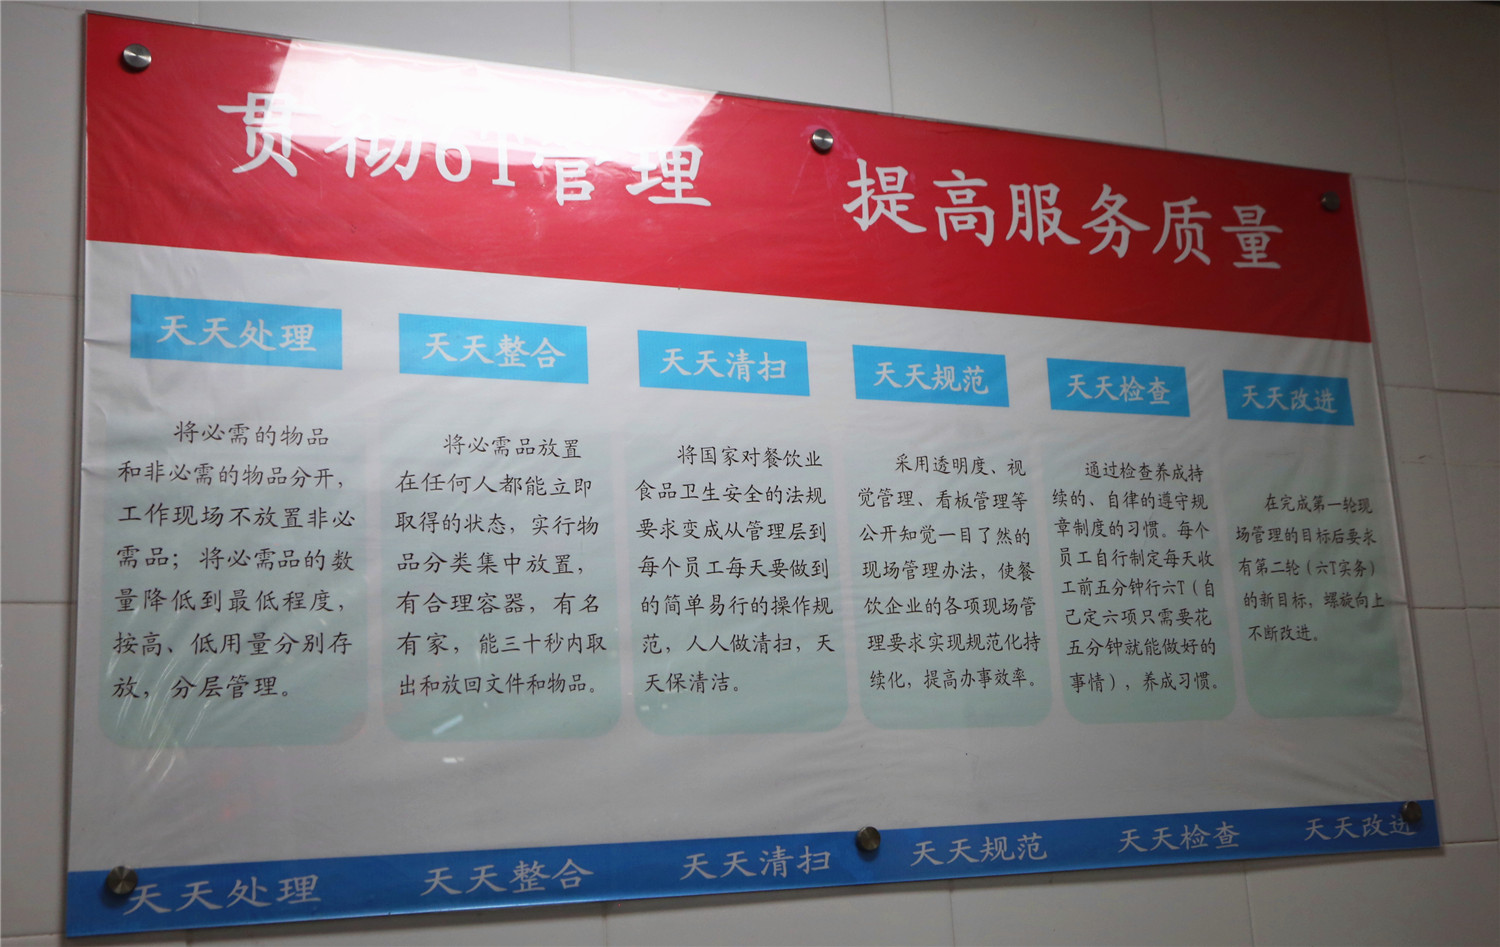 贯彻6T管理 提高服务质量
天天处理
将必需的物品
和非必需的物品分开，
工作现场不放置非必
需品；将必需品的数
量降低到最低程度，
按高、低用量分别存
放，分层管理。
天天整合
将必需品放置
在任何人都能立即
取得的状态，实行物
品分类集中放置，
有合理容器，有名
有家，能三十秒内取
出和放回文件和物品。
天天清扫
将国家对餐饮业
食品卫生安全的法规
要求变成从管理层到
每个员工每天要做到
的简单易行的操作规
范，人人做清扫，天
天保清洁。
天天规范
采用透明度、视
觉管理、看板管理等
公开知觉一目了然的
现场管理办法，使餐
饮企业的各项现场管
理要求实现规范化持
续化，提高办事效率。
天天检查
通过检查养成持
续的、自律的遵守规
章制度的习惯。每个
员工自行制定每天收
工前五分钟行六T（自
己定六项只需要花
五分钟就能做好的
事情），养成习惯。
天天改进
在完成第一轮现
场管理的目标后要求
有第二轮（六T实务）
的新目标，螺旋向上
不断改进。
天天处理 天天整合 天天清扫 天天规范 天天检查 天天改进